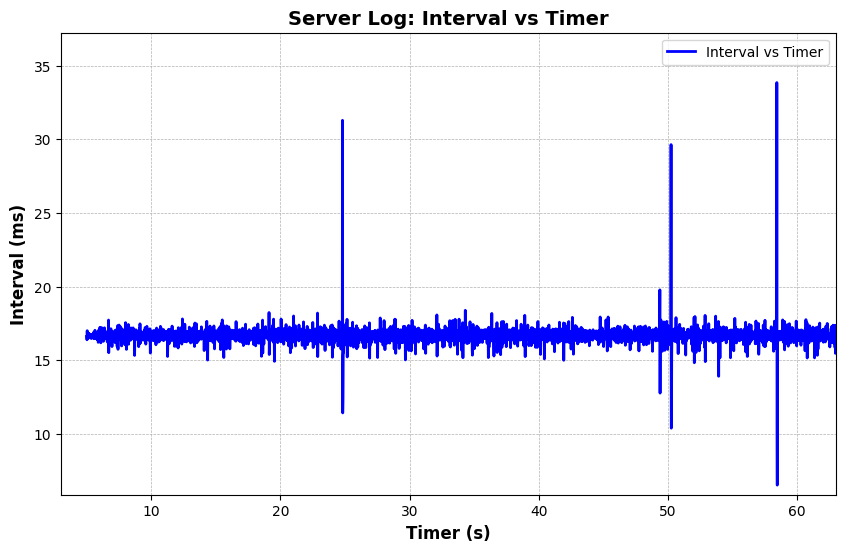 Server Log: Interval vs Timer
Interval vs Timer
35
30
25
20
15
10
Interval (ms)
10 20 30 40 50 60
Timer (s)